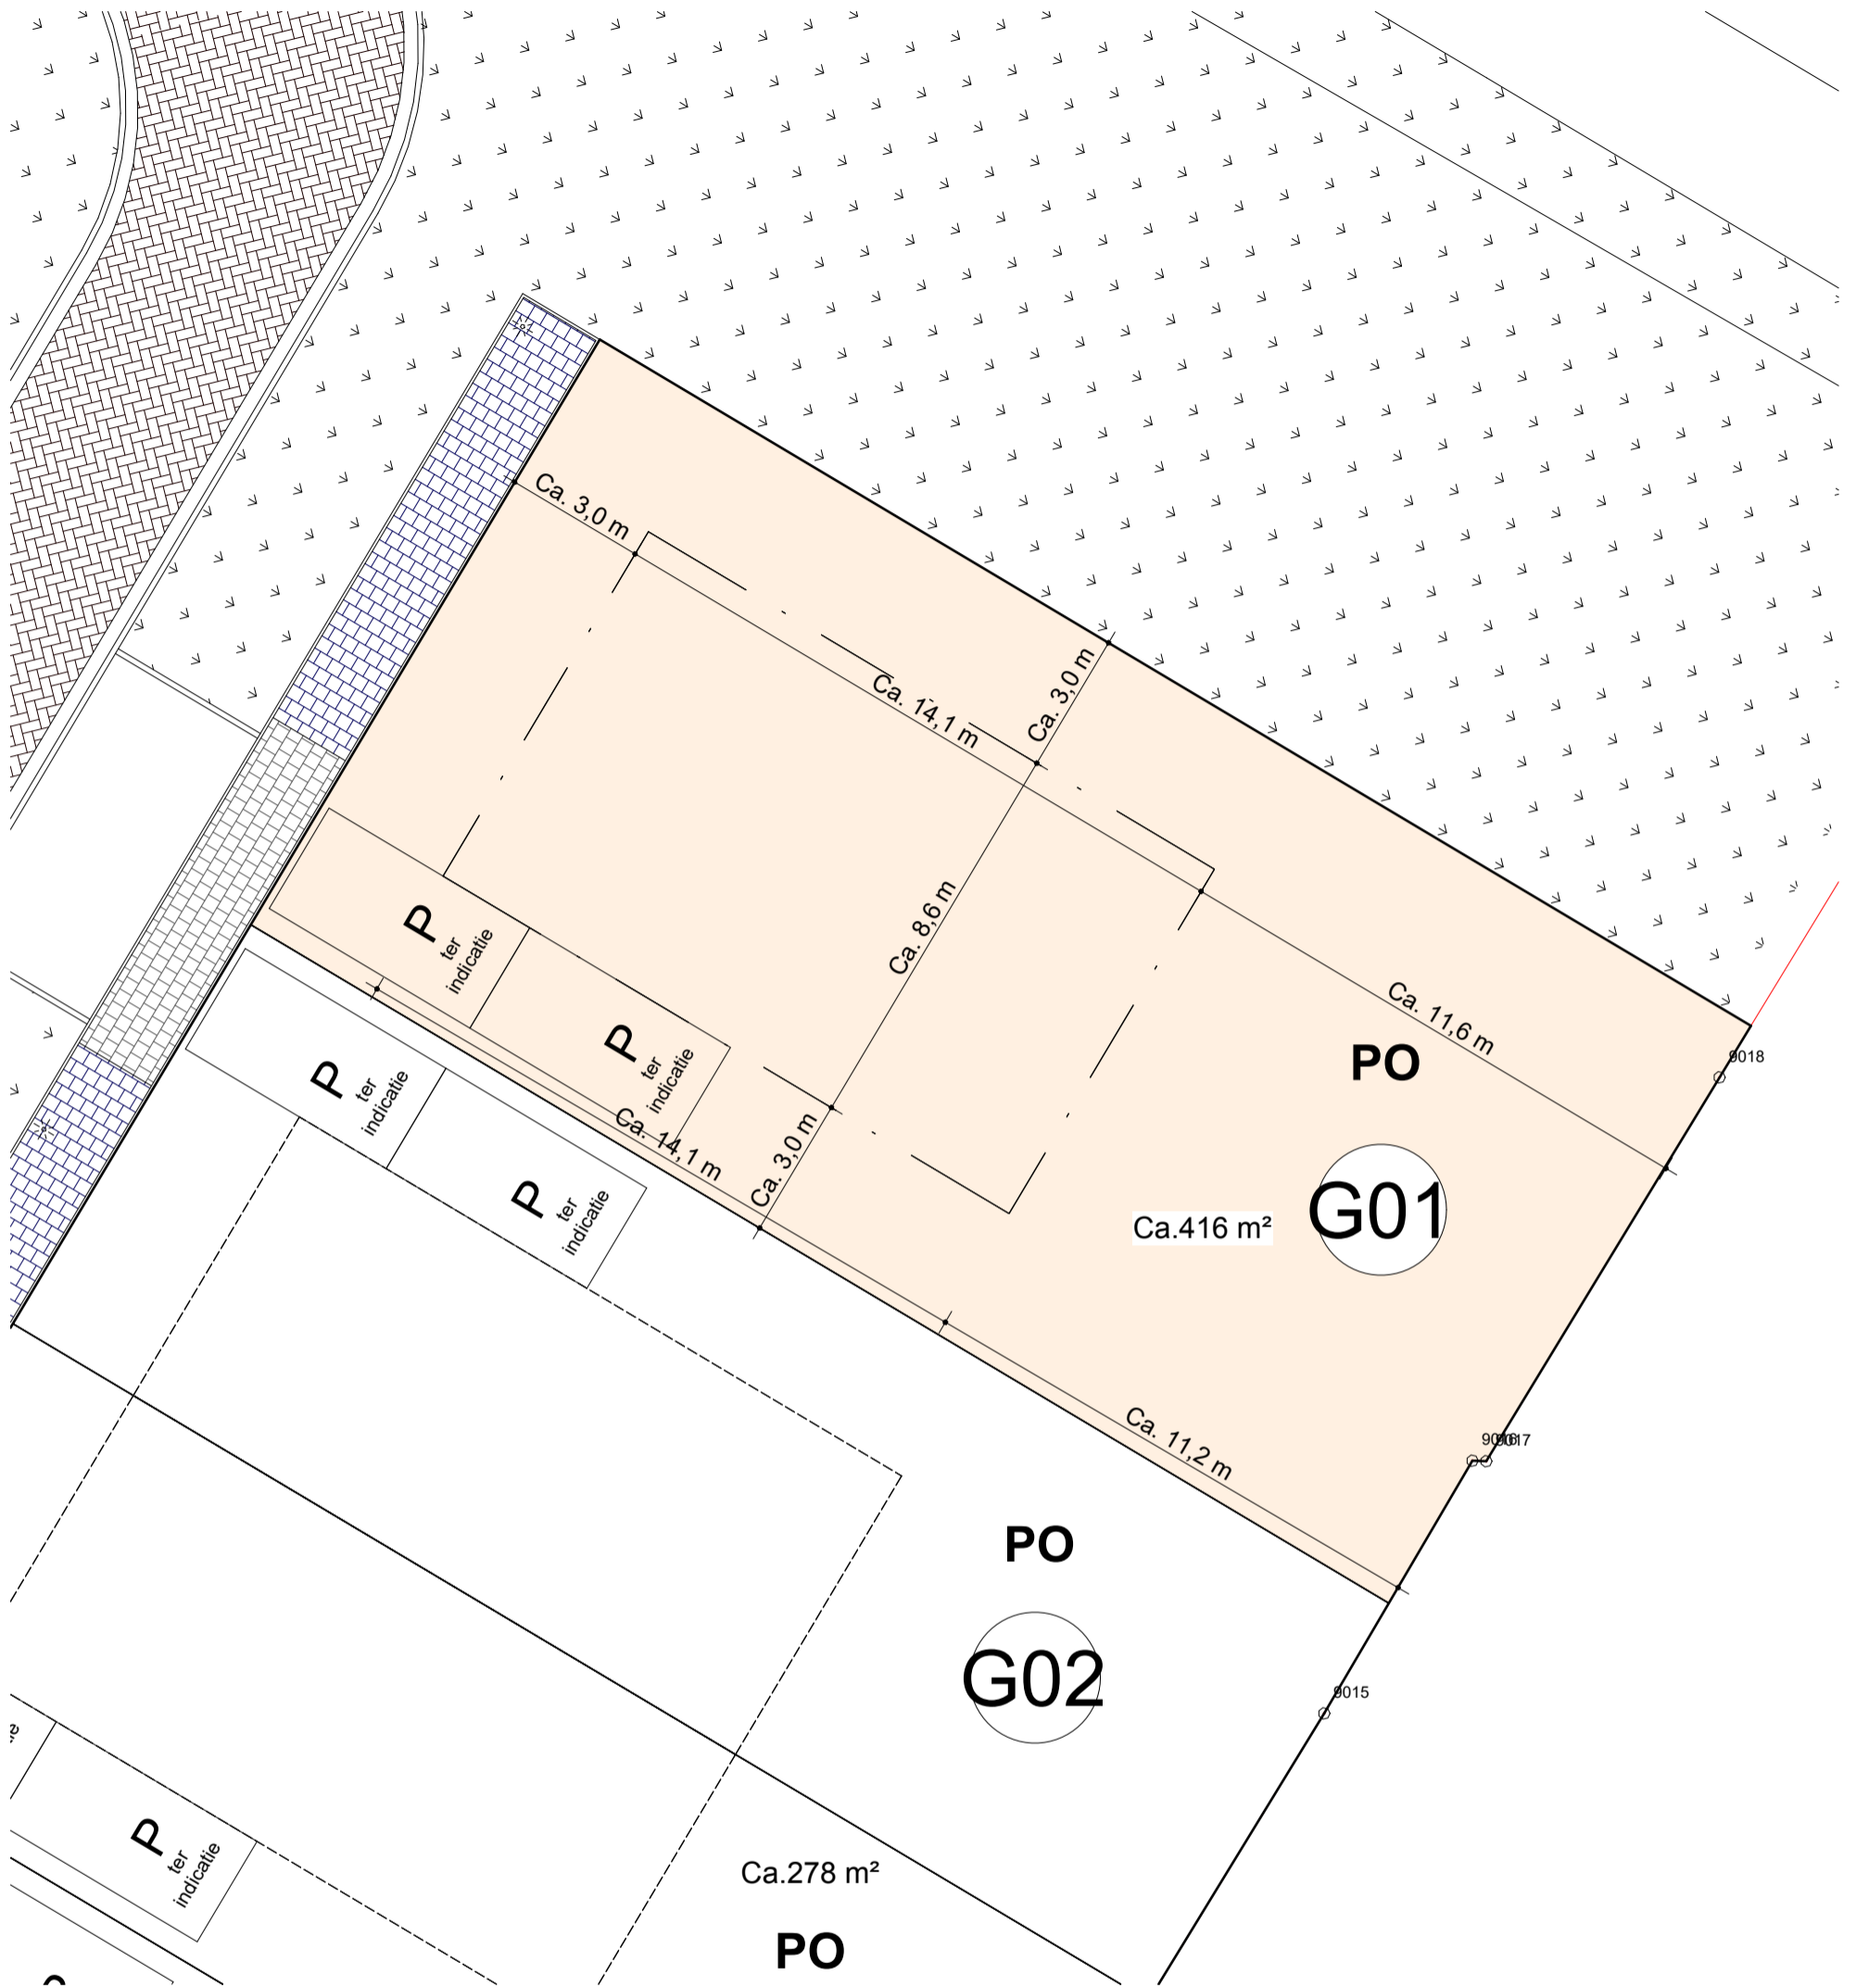 Ca. 3,0 m
Ca. 3,0 m
Ca. 14,1 m
Ca. 8,6 m
P
ter
indicatie
P
ter
indicatie
Ca. 11,6 m
PO
9018
P
ter
indicatie
Ca. 14,1 m
Ca. 3,0 m
P
ter
indicatie
Ca.416 m²
G01
Ca. 11,2 m
9017
PO
G02
9015
P
ter
indicatie
Ca.278 m²
PO